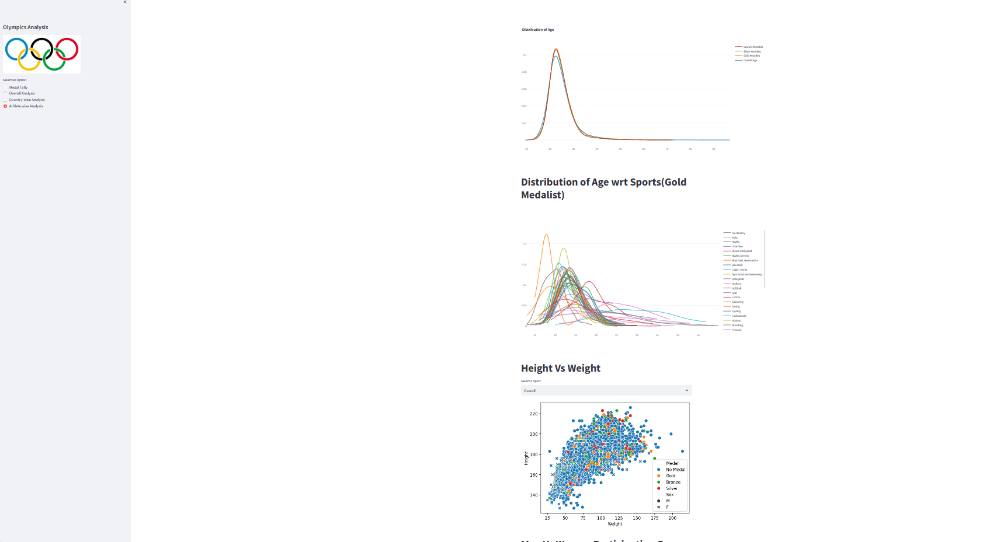 ×
Olympics Analysis
Select an Option
Medal Tally
Overall Analysis
Country-wise Analysis
Athlete wise Analysis
Distribution of Age
Bronze Medalist
Silver Medalist
Gold Medalist
Overall Age
0.1
0.08
0.06
0.04
0.02
0
10 20 30 40 50 60 70 80 90
Distribution of Age wrt Sports(Gold
Medalist)
Ice Hockey
Polo
Rugby
Triathlon
Beach Volleyball
Rugby Sevens
Rhythmic Gymnastics
Baseball
Table Tennis
Synchronized Swimming
Volleyball
Archery
Softball
Golf
Tennis
Canoeing
Diving
Cycling
Taekwondo
Boxing
Shooting
Fencing
0.2
0.15
0.1
0.05
0
15 20 25 30 35 40 45 50 55
Height Vs Weight
Select a Sport
Overall
220
200
180
160
140
Height
Medal
No Medal
Gold
Bronze
Silver
Sex
M
F
25 50 75 100 125 150 175 200
Weight